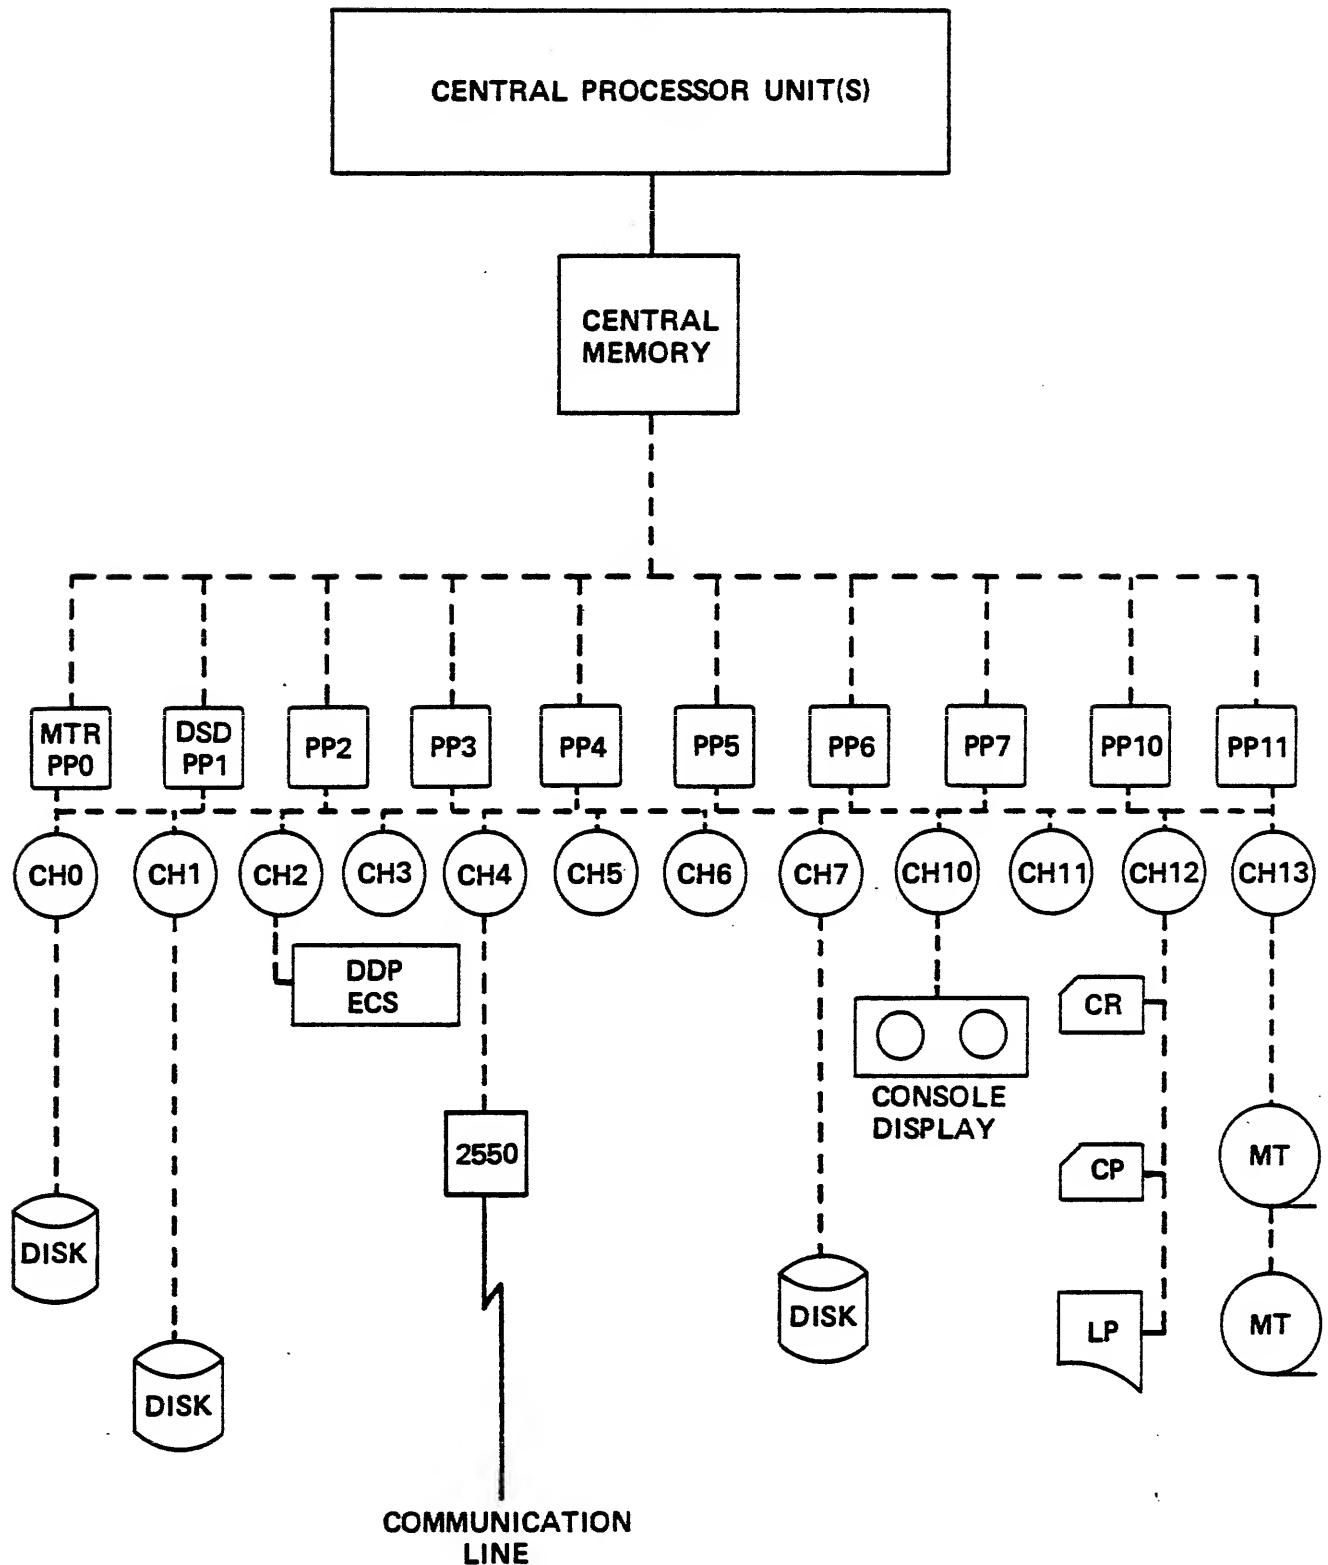 CENTRAL PROCESSOR UNIT(S)
CENTRAL
MEMORY
MTR
PP0
DSD
PP1
PP2
PP3
PP4
PP5
PP6
PP7
PP10
PP11
CH0
CH1
CH2
CH3
CH4
CH5
CH6
CH7
CH10
CH11
CH12
CH13
DDP
ECS
CR
CONSOLE
DISPLAY
2550
CP
MT
DISK
DISK
LP
MT
DISK
COMMUNICATION
LINE